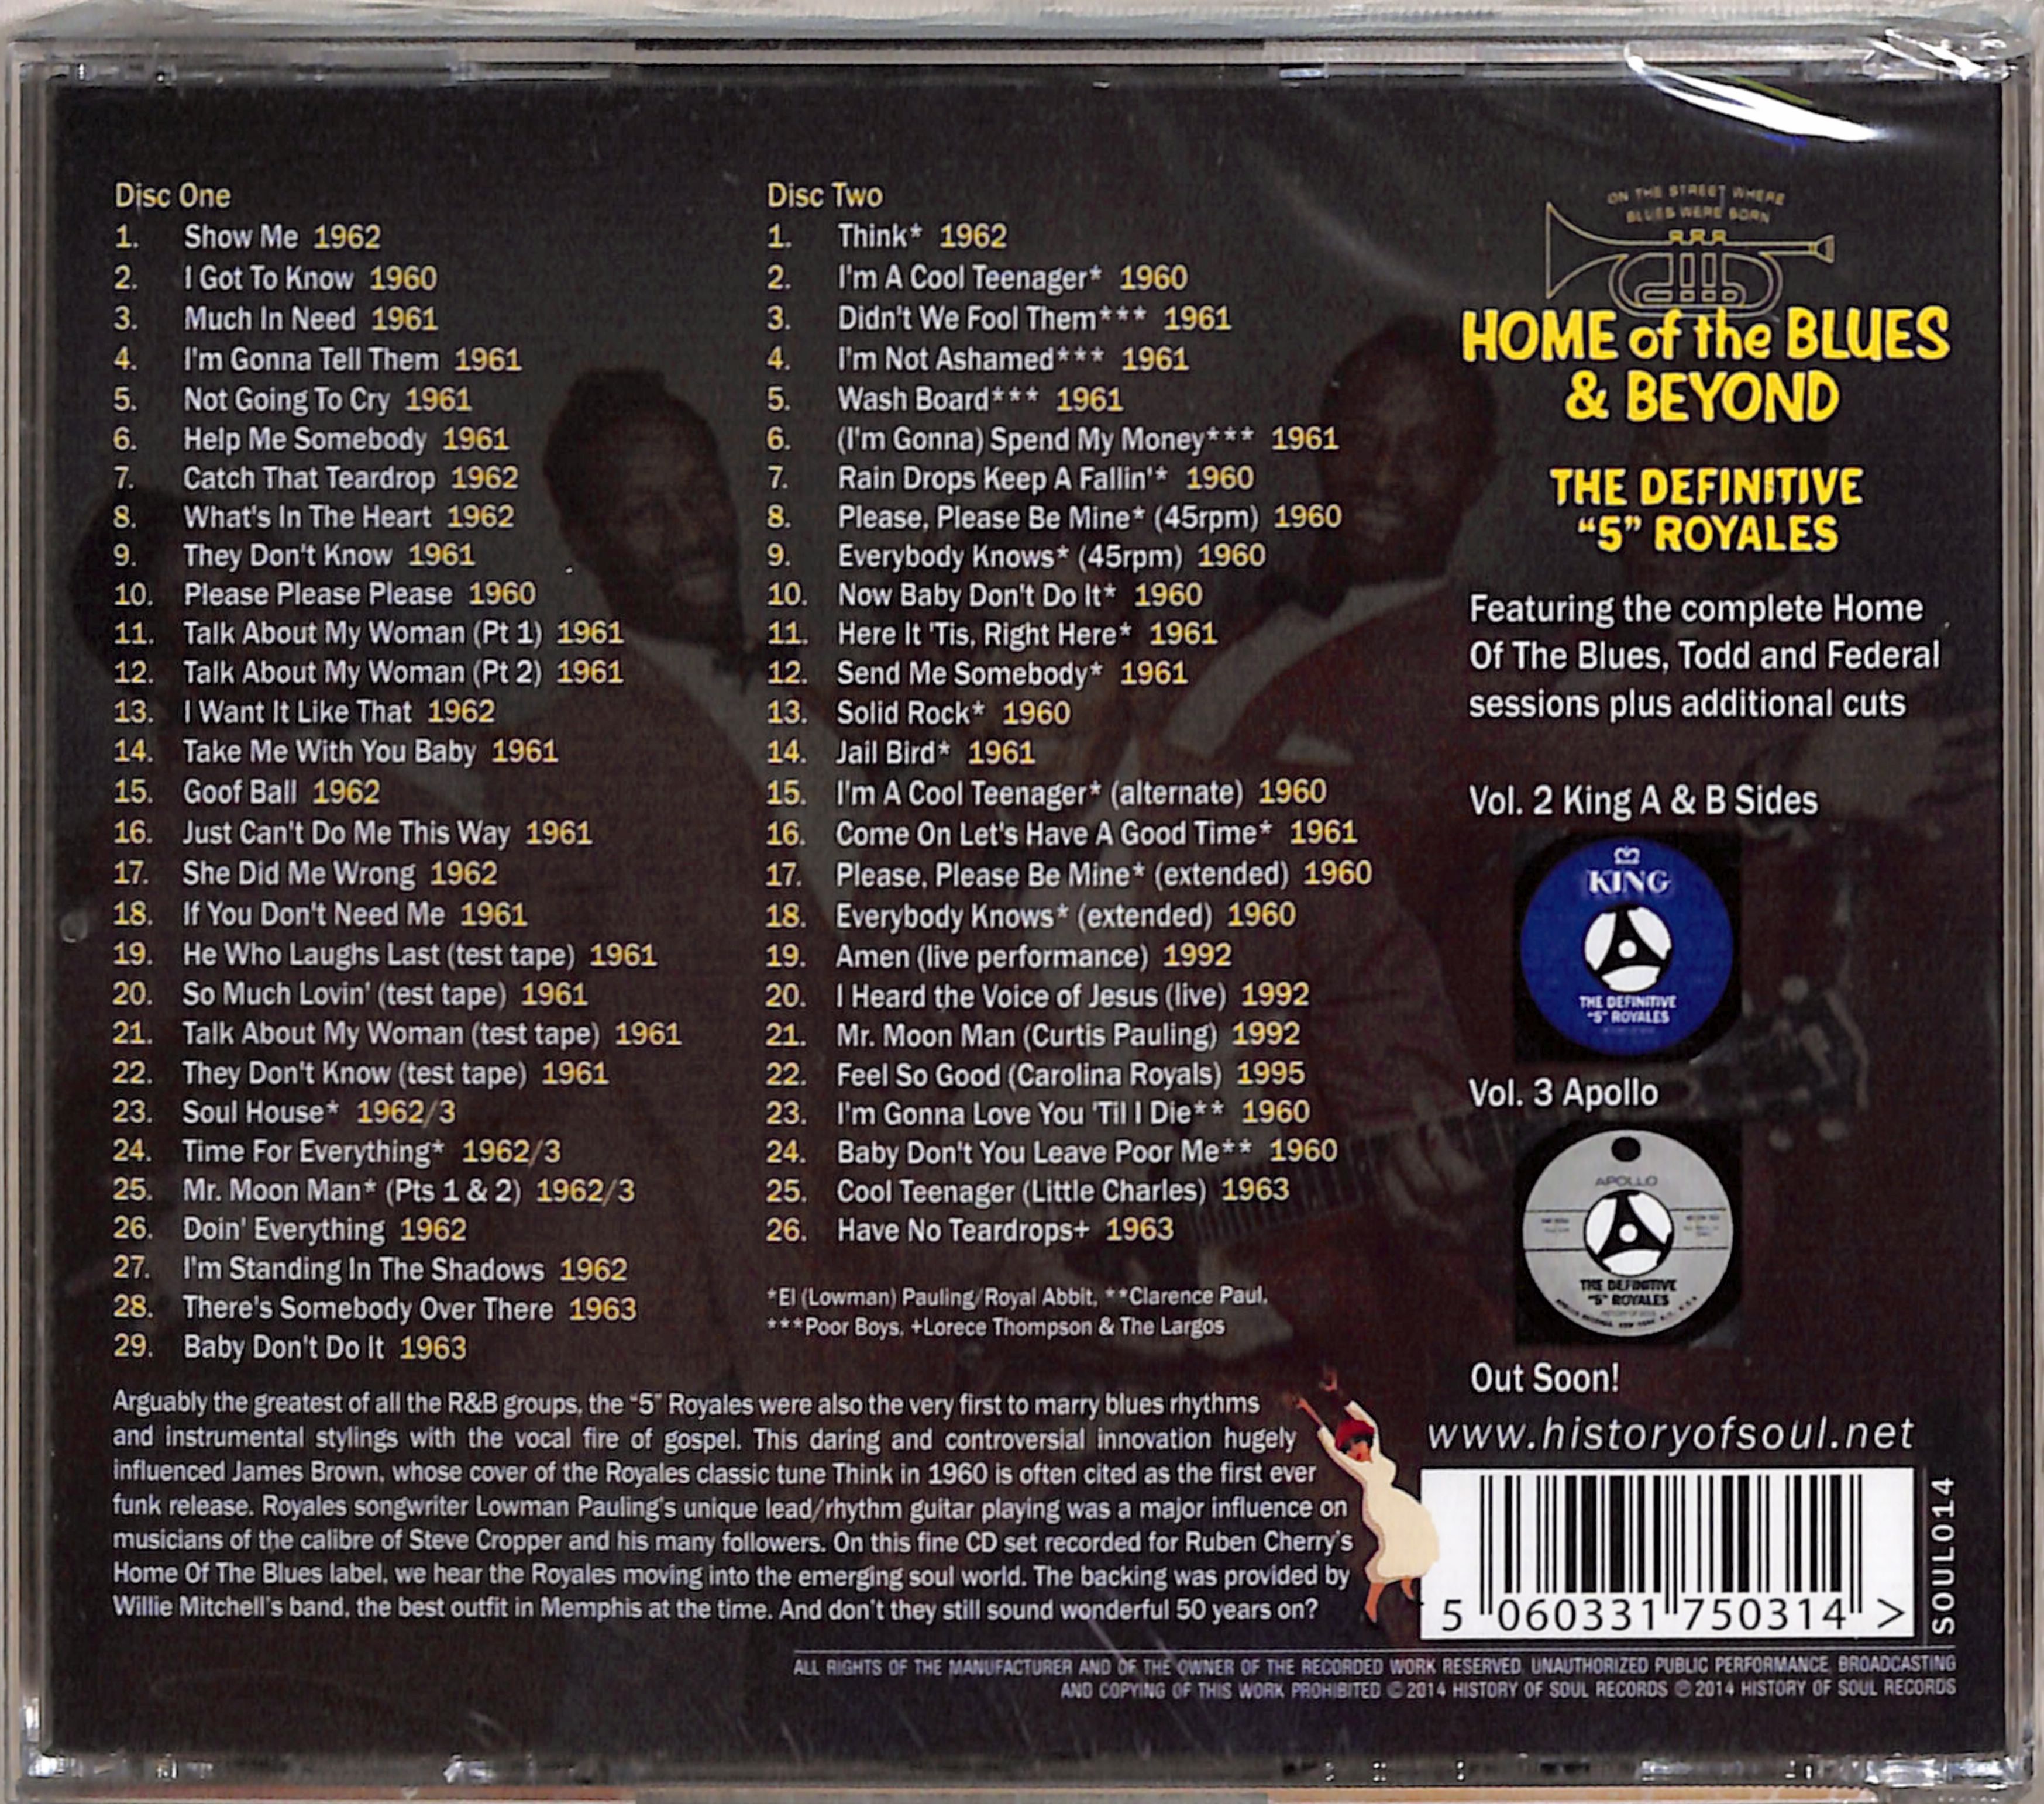 Disc One
1. Show Me 1962
2. I Got To Know 1960
3. Much In Need 1961
4. I'm Gonna Tell Them 1961
5. Not Going To Cry 1961
6. Help Me Somebody 1961
7. Catch That Teardrop 1962
8. What's In The Heart 1962
9. They Don't Know 1961
10. Please Please Please 1960
11. Talk About My Woman (Pt 1) 1961
12. Talk About My Woman (Pt 2) 1961
13. I Want It Like That 1962
14. Take Me With You Baby 1961
15. Goof Ball 1962
16. Just Can't Do Me This Way 1961
17. She Did Me Wrong 1962
18. If You Don't Need Me 1961
19. He Who Laughs Last (test tape) 1961
20. So Much Lovin' (test tape) 1961
21. Talk About My Woman (test tape) 1961
22. They Don't Know (test tape) 1961
23. Soul House* 1962/3
24. Time For Everything* 1962/3
25. Mr. Moon Man* (Pts 1 & 2) 1962/3
26. Doin' Everything 1962
27. I'm Standing In The Shadows 1962
28. There's Somebody Over There 1963
29. Baby Don't Do It 1963
Disc Two
1. Think* 1962
2. I'm A Cool Teenager* 1960
3. Didn't We Fool Them*** 1961
4. I'm Not Ashamed*** 1961
5. Wash Board*** 1961
6. (I'm Gonna) Spend My Money*** 1961
7. Rain Drops Keep A Fallin'* 1960
8. Please, Please Be Mine* (45rpm) 1960
9. Everybody Knows* (45rpm) 1960
10. Now Baby Don't Do It* 1960
11. Here It 'Tis, Right Here* 1961
12. Send Me Somebody* 1961
13. Solid Rock* 1960
14. Jail Bird* 1961
15. I'm A Cool Teenager* (alternate) 1960
16. Come On Let's Have A Good Time* 1961
17. Please, Please Be Mine* (extended) 1960
18. Everybody Knows* (extended) 1960
19. Amen (live performance) 1992
20. I Heard the Voice of Jesus (live) 1992
21. Mr. Moon Man (Curtis Pauling) 1992
22. Feel So Good (Carolina Royals) 1995
23. I'm Gonna Love You 'Til I Die** 1960
24. Baby Don't You Leave Poor Me** 1960
25. Cool Teenager (Little Charles) 1963
26. Have No Teardrops+ 1963
*El (Lowman) Pauling/Royal Abbit, **Clarence Paul,
***Poor Boys, +Lorece Thompson & The Largos
Arguably the greatest of all the R&B groups, the "5" Royales were also the very first to marry blues rhythms
and instrumental stylings with the vocal fire of gospel. This daring and controversial innovation hugely
influenced James Brown, whose cover of the Royales classic tune Think in 1960 is often cited as the first ever
funk release. Royales songwriter Lowman Pauling's unique lead/rhythm guitar playing was a major influence on
musicians of the calibre of Steve Cropper and his many followers. On this fine CD set recorded for Ruben Cherry's
Home Of The Blues label, we hear the Royales moving into the emerging soul world. The backing was provided by
Willie Mitchell's band, the best outfit in Memphis at the time. And don't they still sound wonderful 50 years on?
ON THE STREET WHERE
BLUES WERE BORN
HOME of the BLUES
& BEYOND
THE DEFINITIVE
"5" ROYALES
Featuring the complete Home
Of The Blues, Todd and Federal
sessions plus additional cuts
Vol. 2 King A & B Sides
KING
THE DEFINITIVE
"5" ROYALES
Vol. 3 Apollo
APOLLO
THE DEFINITIVE
"5" ROYALES
Out Soon!
www.historyofsoul.net
5 060331 750314 >
SOUL014
ALL RIGHTS OF THE MANUFACTURER AND OF THE OWNER OF THE RECORDED WORK RESERVED. UNAUTHORIZED PUBLIC PERFORMANCE, BROADCASTING
AND COPYING OF THIS WORK PROHIBITED © 2014 HISTORY OF SOUL RECORDS ℗ 2014 HISTORY OF SOUL RECORDS